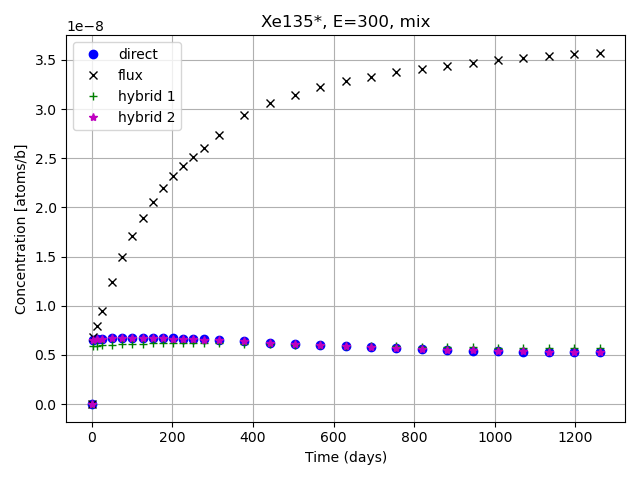 Xe135*, E=300, mix
1e−8
direct
flux
hybrid 1
hybrid 2
3.5
3.0
2.5
2.0
1.5
1.0
0.5
0.0
Concentration [atoms/b]
0 200 400 600 800 1000 1200
Time (days)